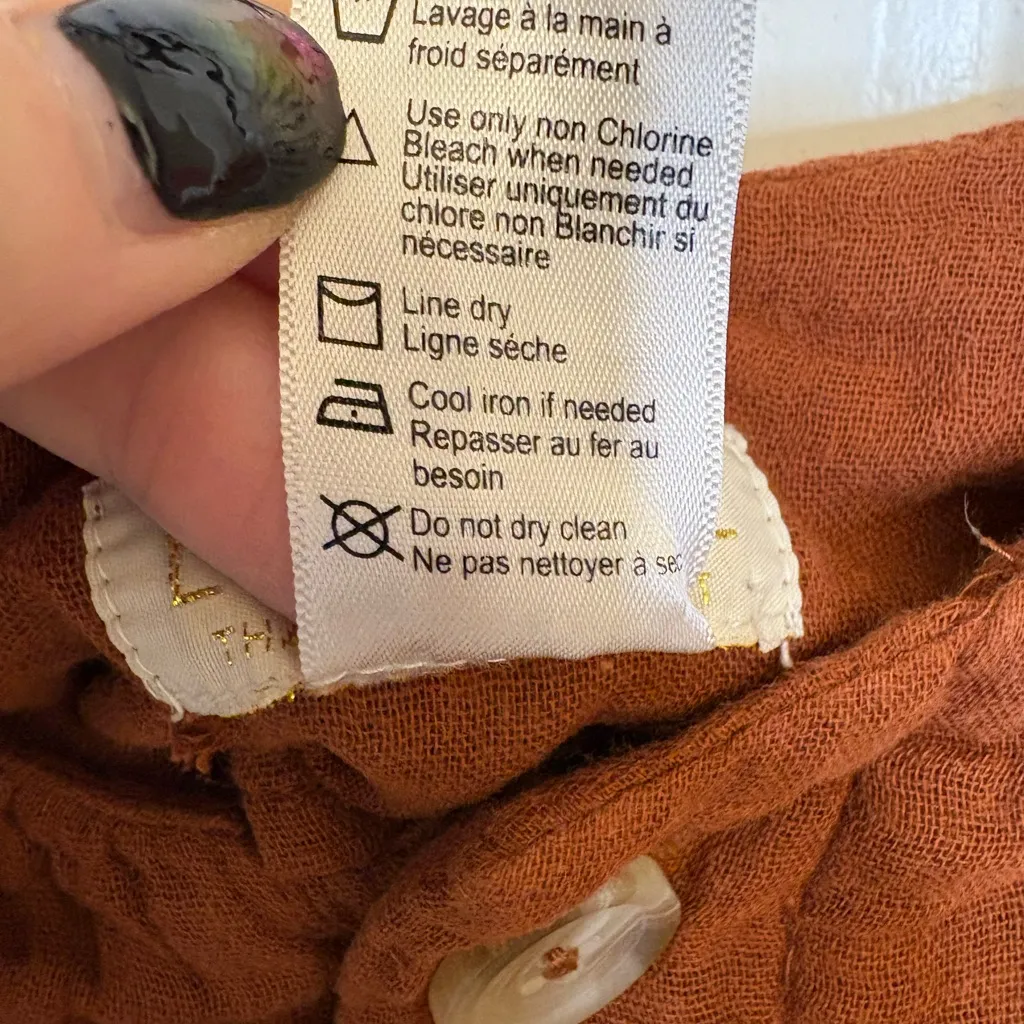 Lavage à la main à
froid séparément
Use only non Chlorine
Bleach when needed
Utiliser uniquement du
chlore non Blanchir si
nécessaire
Line dry
Ligne séche
Cool iron if needed
Repasser au fer au
besoin
Do not dry clean
Ne pas nettoyer à sec
TH